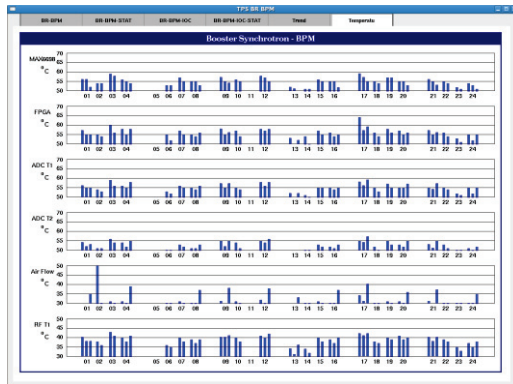 TPS BR BPM
BR-BPM BR-BPM-STAT BR-BPM-IOC BR-BPM-IOC-STAT Trend Temperatu
Booster Synchrotron - BPM
MAX6658
°C
70
65
60
55
50
01 02 03 04 05 06 07 08 09 10 11 12 13 14 15 16 17 18 19 20 21 22 23 24
FPGA
°C
70
65
60
55
50
01 02 03 04 05 06 07 08 09 10 11 12 13 14 15 16 17 18 19 20 21 22 23 24
ADC T1
°C
70
65
60
55
50
01 02 03 04 05 06 07 08 09 10 11 12 13 14 15 16 17 18 19 20 21 22 23 24
ADC T2
°C
70
65
60
55
50
01 02 03 04 05 06 07 08 09 10 11 12 13 14 15 16 17 18 19 20 21 22 23 24
Air Flow
°C
50
45
40
35
30
01 02 03 04 05 06 07 08 09 10 11 12 13 14 15 16 17 18 19 20 21 22 23 24
RF T1
°C
50
45
40
35
30
01 02 03 04 05 06 07 08 09 10 11 12 13 14 15 16 17 18 19 20 21 22 23 24